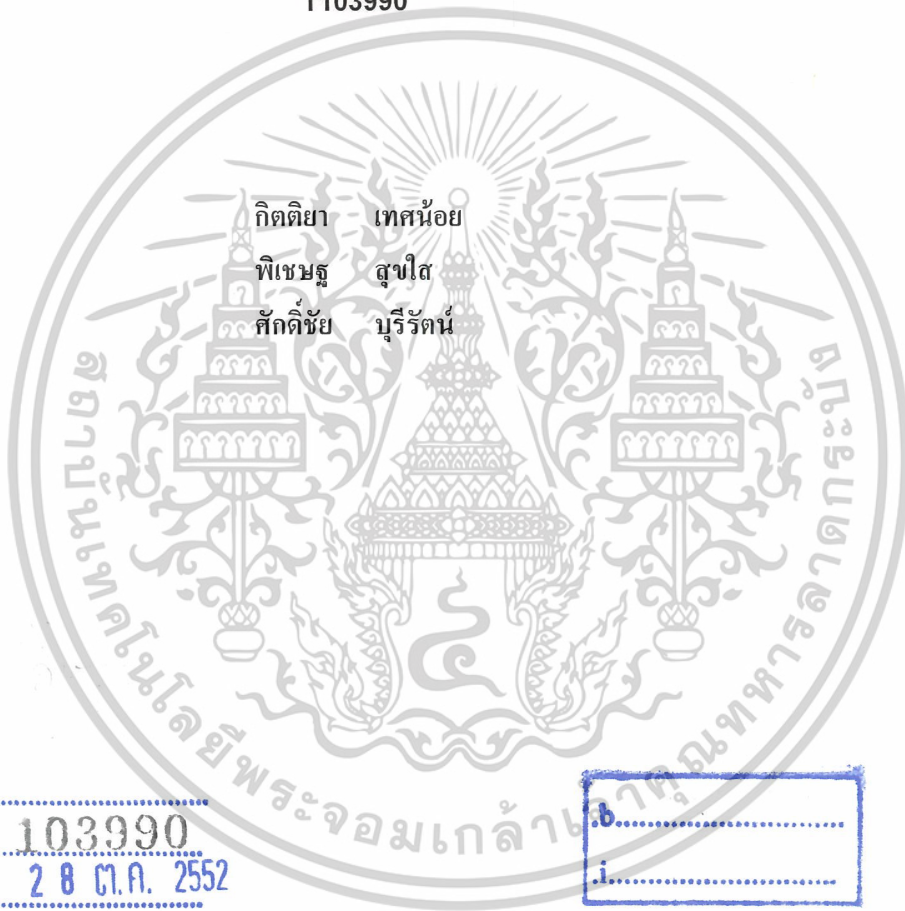 1103990
กิตติยา เทศน้อย
พิเชษฐ สุขใส
ศักดิ์ชัย บุรีรัตน์
สถาบันเทคโนโลยีพระจอมเกล้าเจ้าคุณทหารลาดกระบัง
103990
28 ต.ค. 2552
.b.
.i.